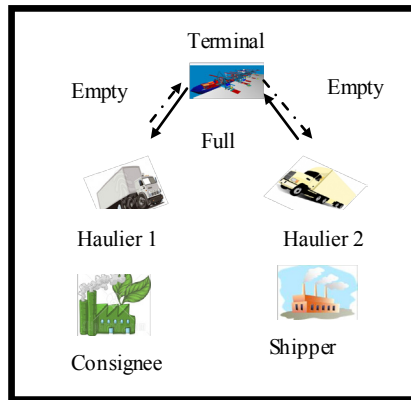 Terminal
Empty
Empty
Full
Haulier 1
Haulier 2
Consignee
Shipper